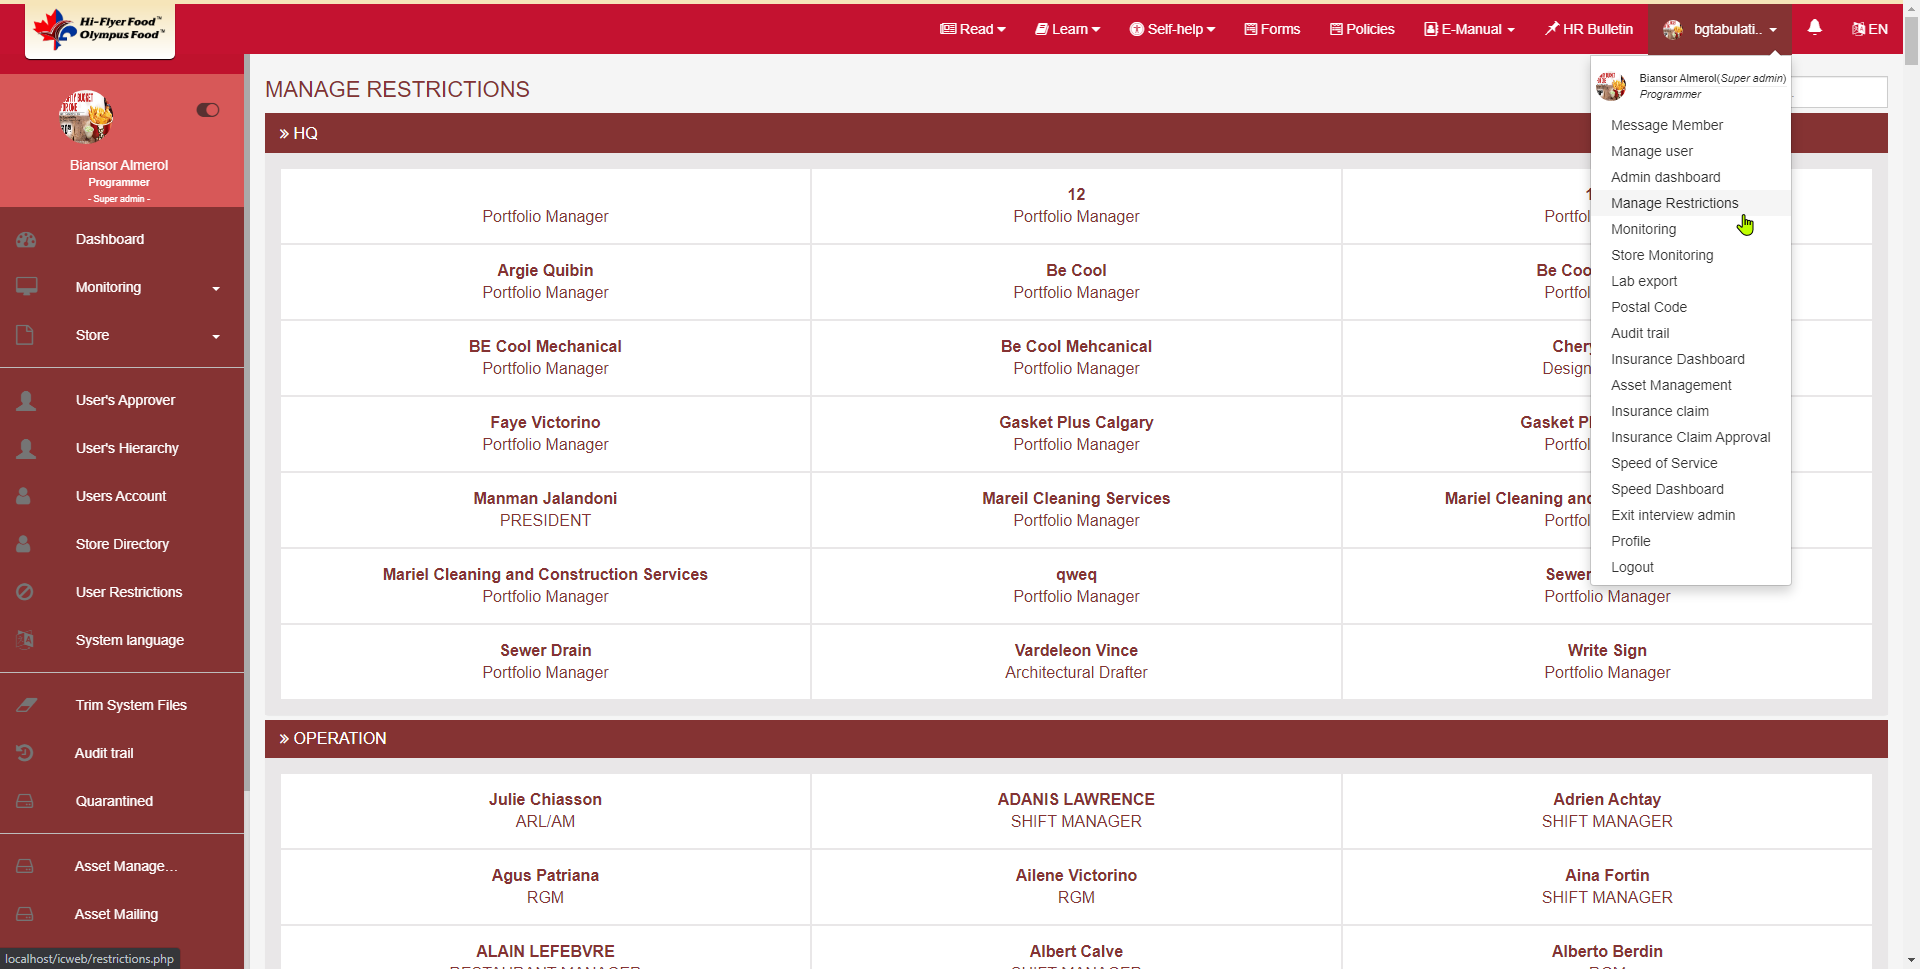 Hi-Flyer Food™
Olympus Food™
Read
Learn
Self-help
Forms
Policies
E-Manual
HR Bulletin
bgtabulati..
EN
Biansor Almerol
Programmer
- Super admin -
Dashboard
Monitoring
Store
User's Approver
User's Hierarchy
Users Account
Store Directory
User Restrictions
System language
Trim System Files
Audit trail
Quarantined
Asset Manage...
Asset Mailing
localhost/icweb/restrictions.php
MANAGE RESTRICTIONS
» HQ
Portfolio Manager
12
Portfolio Manager
1
Portfol
Argie Quibin
Portfolio Manager
Be Cool
Portfolio Manager
Be Coo
Portfol
BE Cool Mechanical
Portfolio Manager
Be Cool Mehcanical
Portfolio Manager
Chery
Design
Faye Victorino
Portfolio Manager
Gasket Plus Calgary
Portfolio Manager
Gasket Pl
Portfol
Manman Jalandoni
PRESIDENT
Mareil Cleaning Services
Portfolio Manager
Mariel Cleaning and
Portfol
Mariel Cleaning and Construction Services
Portfolio Manager
qweq
Portfolio Manager
Sewer
Portfolio Manager
Sewer Drain
Portfolio Manager
Vardeleon Vince
Architectural Drafter
Write Sign
Portfolio Manager
» OPERATION
Julie Chiasson
ARL/AM
ADANIS LAWRENCE
SHIFT MANAGER
Adrien Achtay
SHIFT MANAGER
Agus Patriana
RGM
Ailene Victorino
RGM
Aina Fortin
SHIFT MANAGER
ALAIN LEFEBVRE
RESTAURANT MANAGER
Albert Calve
SHIFT MANAGER
Alberto Berdin
RGM
Biansor Almerol(Super admin)
Programmer
Message Member
Manage user
Admin dashboard
Manage Restrictions
Monitoring
Store Monitoring
Lab export
Postal Code
Audit trail
Insurance Dashboard
Asset Management
Insurance claim
Insurance Claim Approval
Speed of Service
Speed Dashboard
Exit interview admin
Profile
Logout